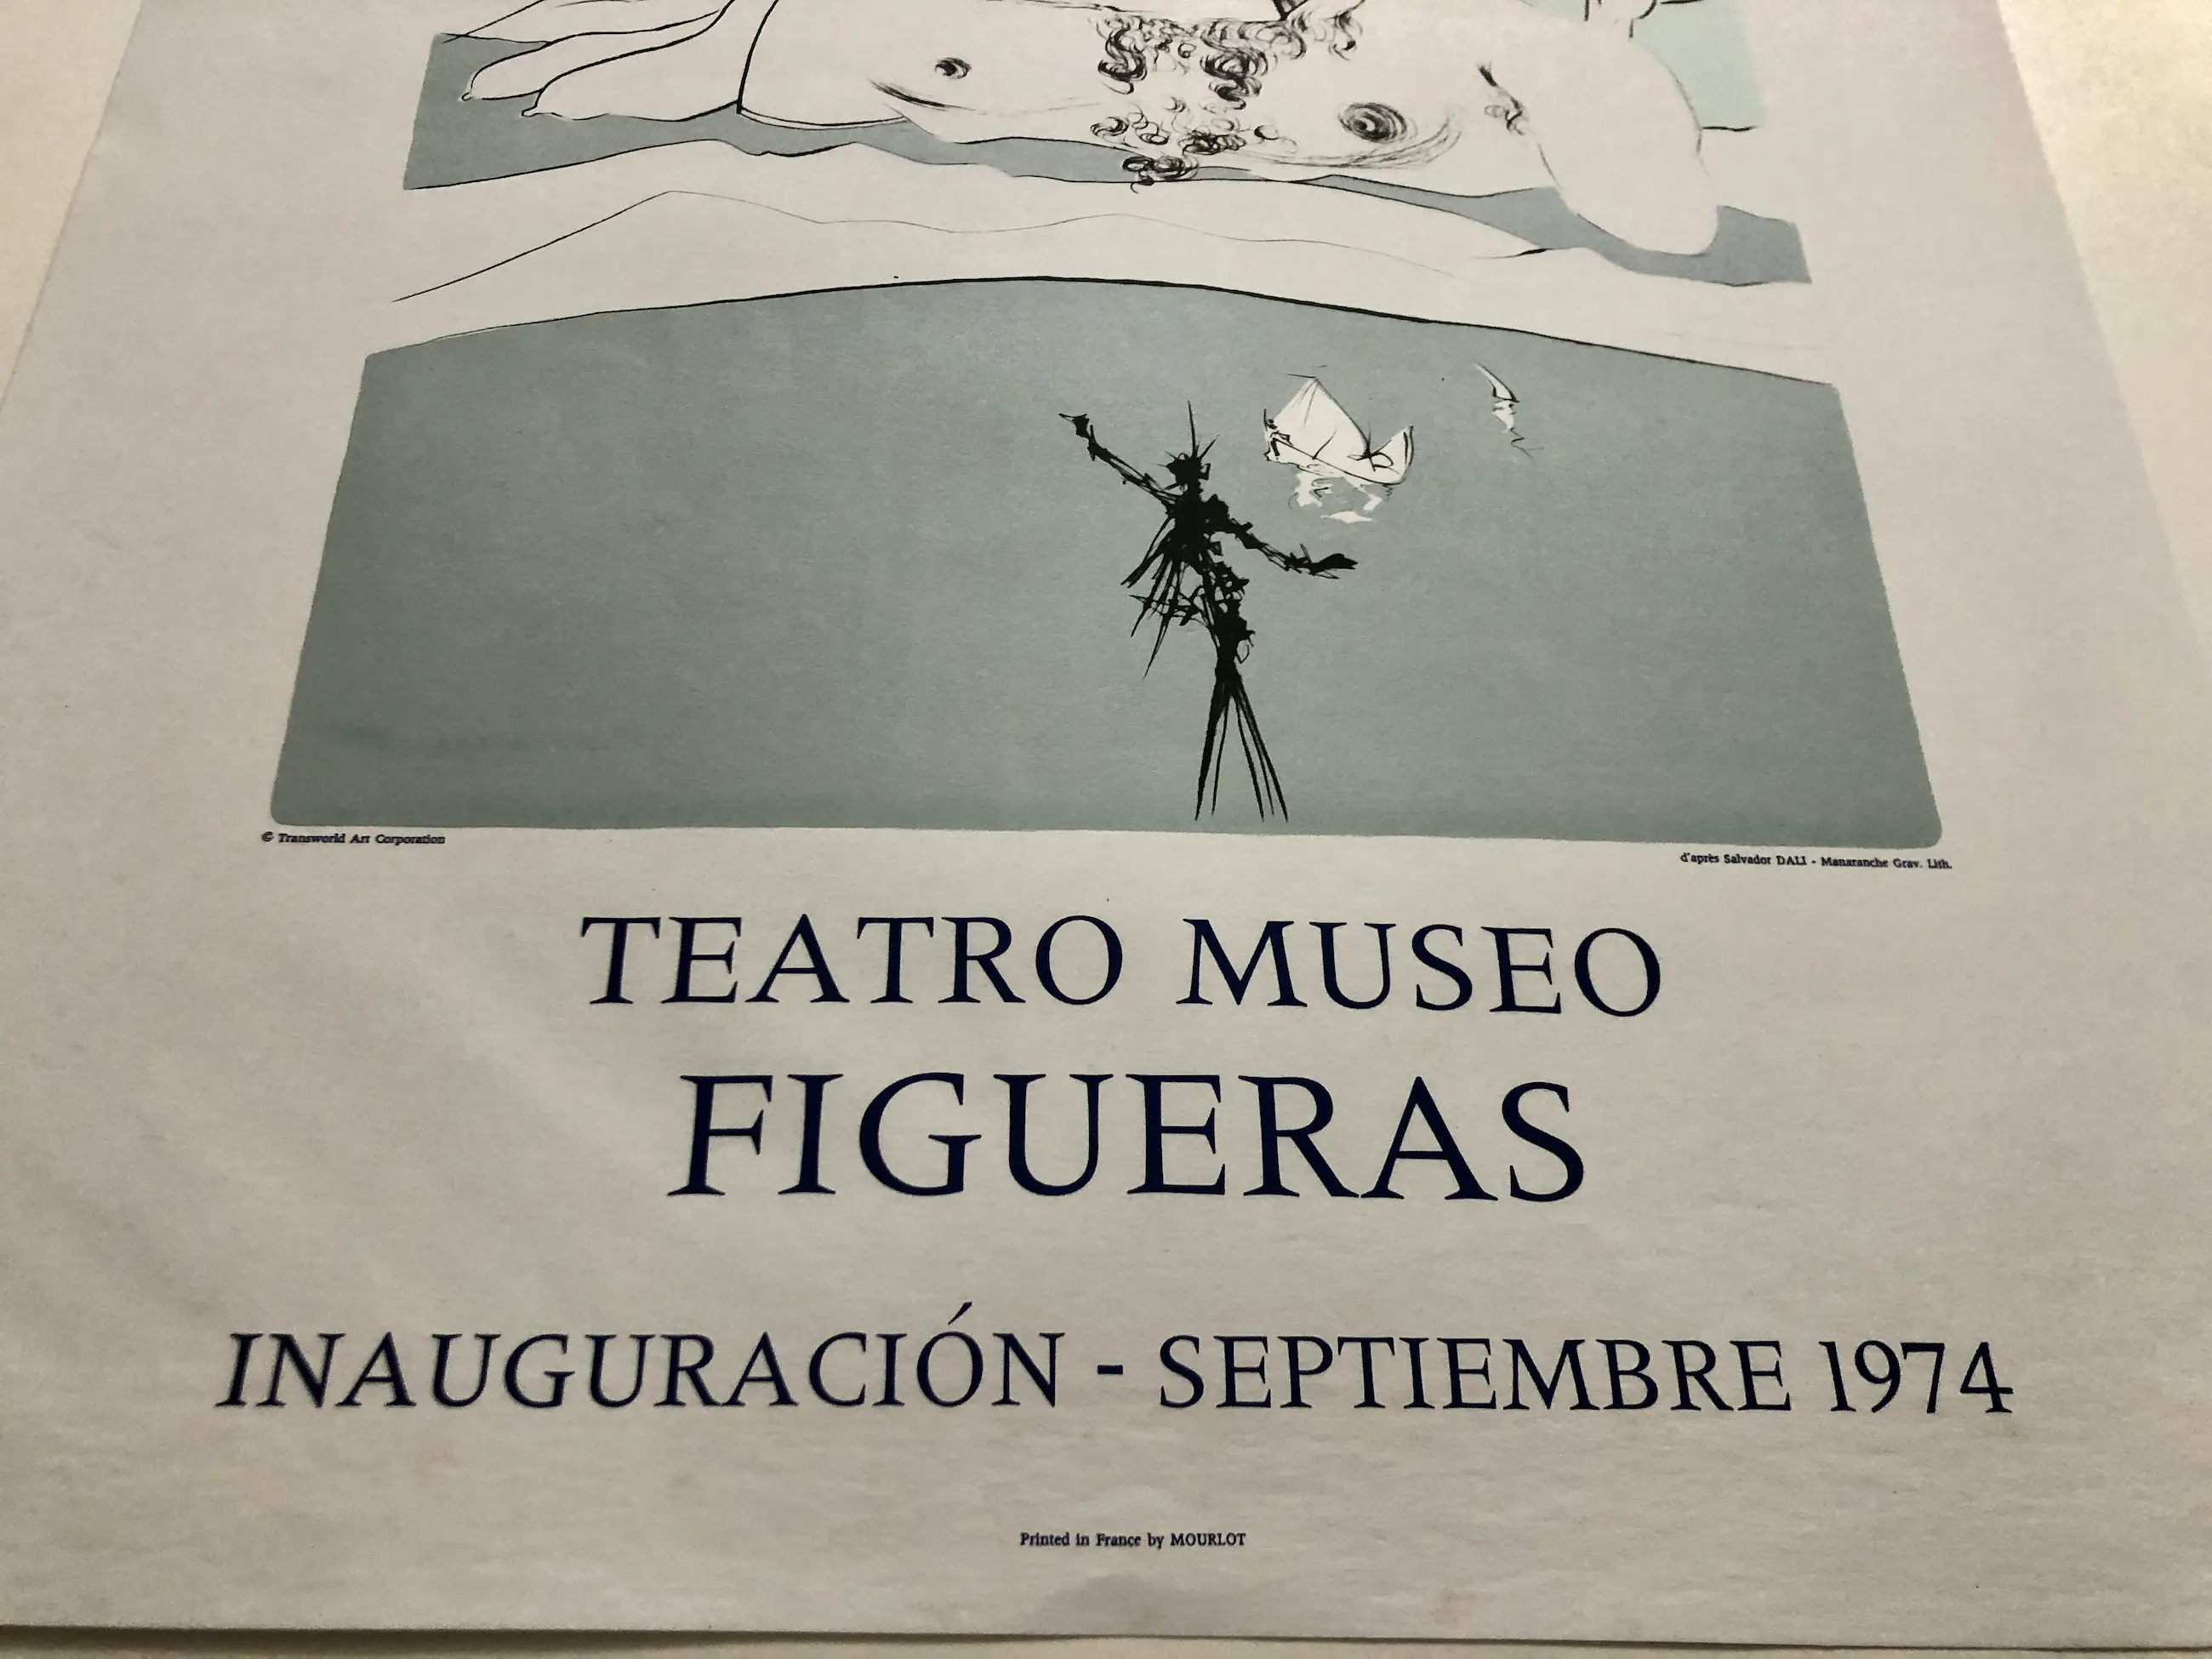 © Transworld Art Corporation
d'après Salvador DALI - Manaranche Grav. Lith.
TEATRO MUSEO
FIGUERAS
INAUGURACIÓN - SEPTIEMBRE 1974
Printed in France by MOURLOT